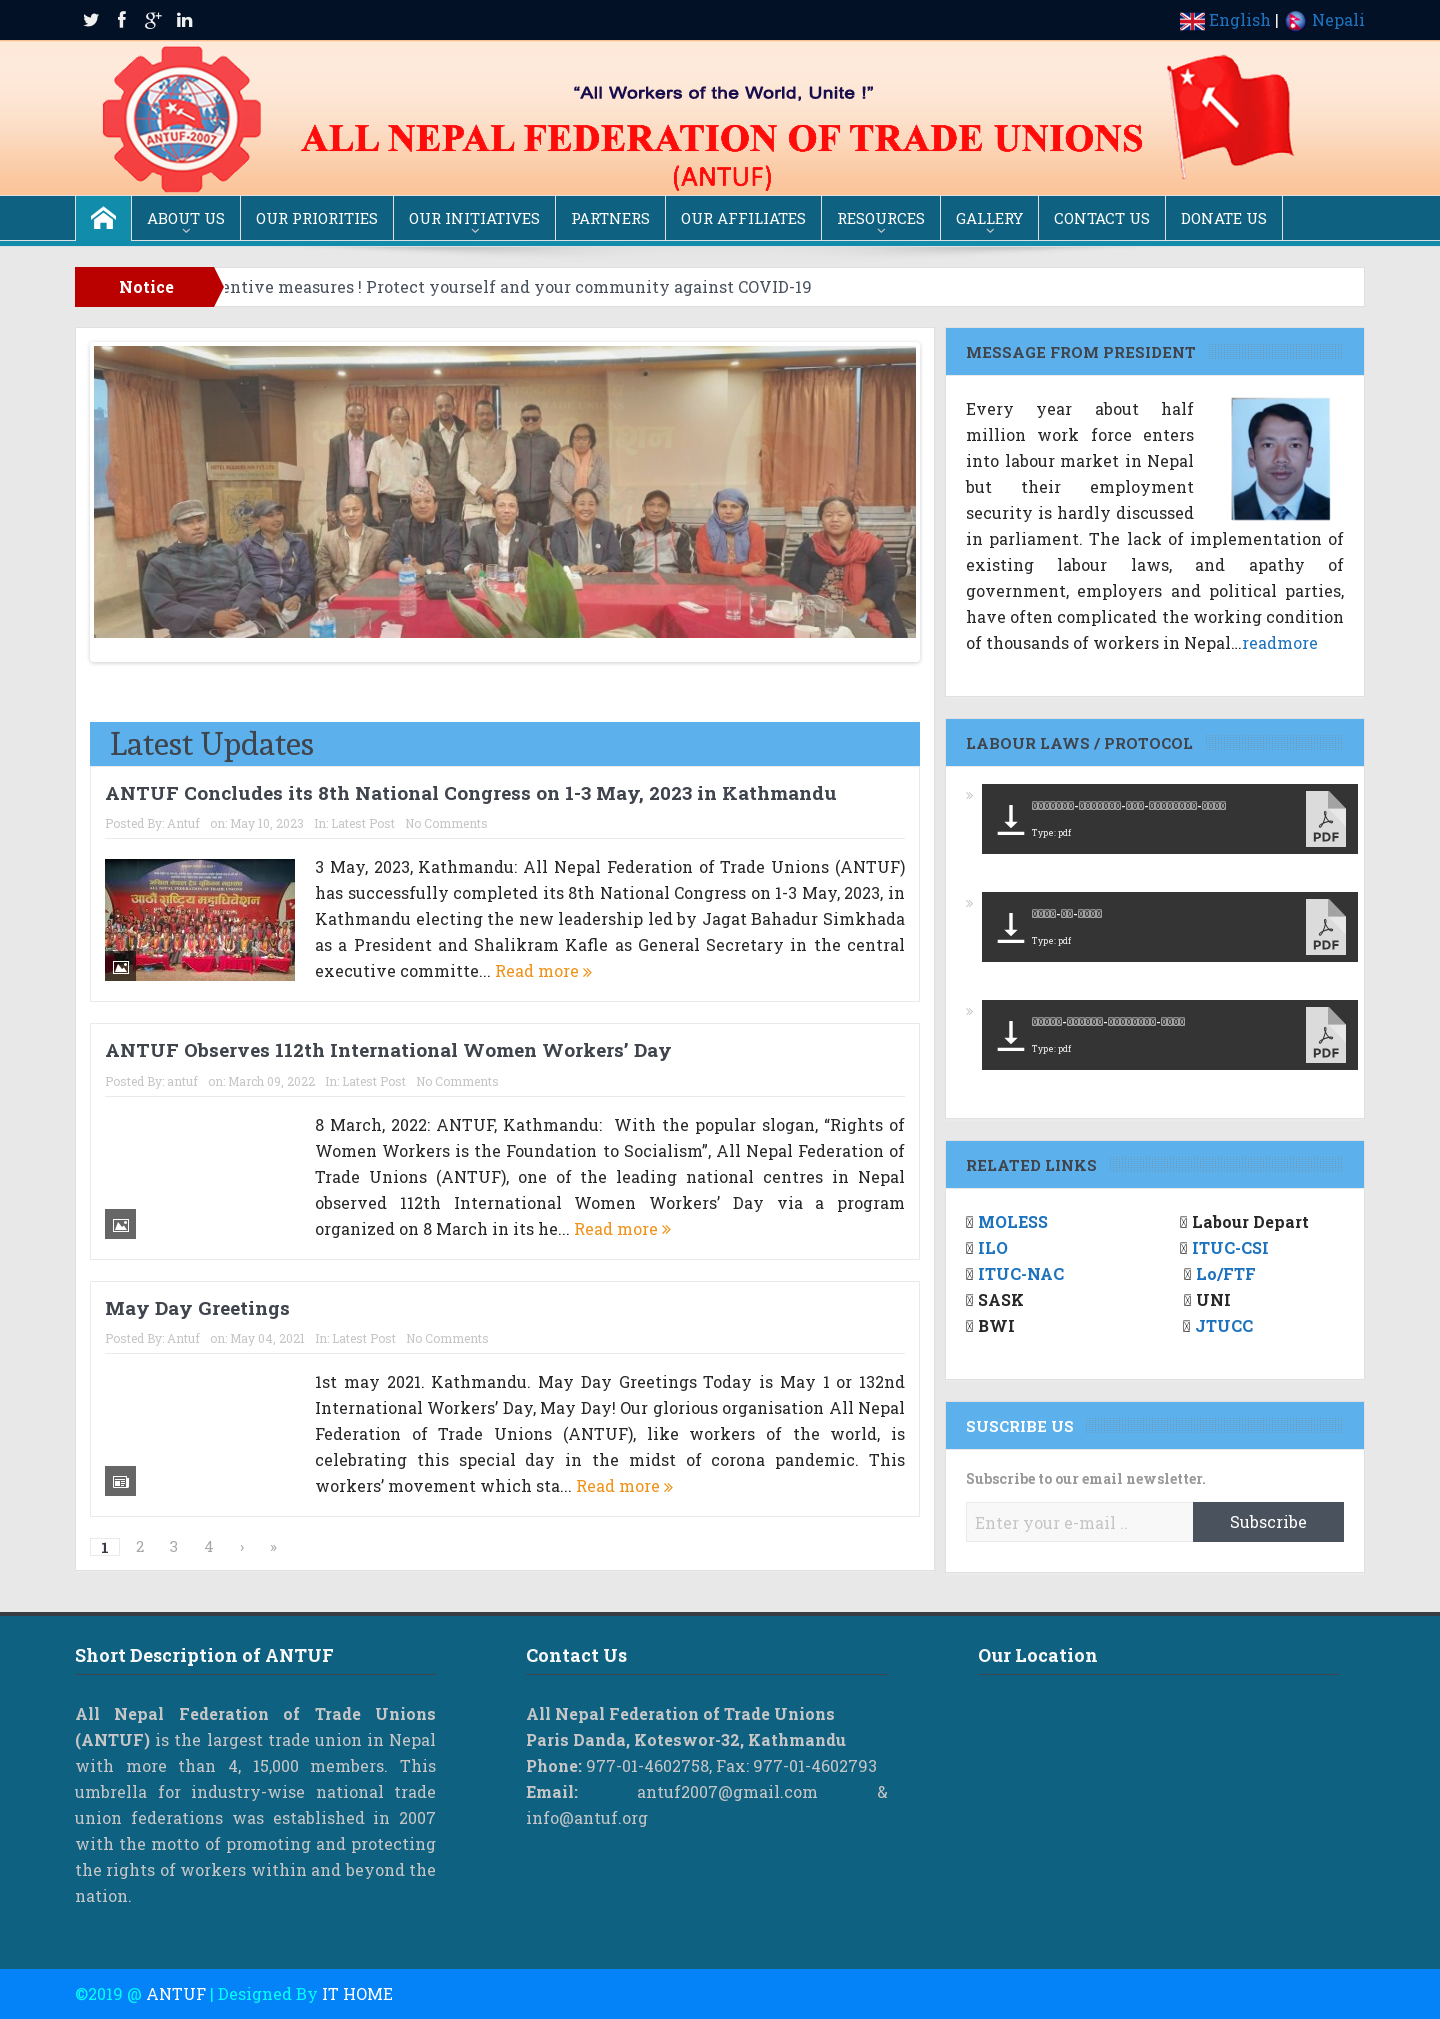 English | Nepali
“All Workers of the World, Unite !”
ALL NEPAL FEDERATION OF TRADE UNIONS
(ANTUF)
ANTUF-2007
ABOUT US OUR PRIORITIES OUR INITIATIVES PARTNERS OUR AFFILIATES RESOURCES GALLERY CONTACT US DONATE US
Notice
entive measures ! Protect yourself and your community against COVID-19
Latest Updates
ANTUF Concludes its 8th National Congress on 1-3 May, 2023 in Kathmandu
Posted By: Antuf on: May 10, 2023 In: Latest Post No Comments
आठौं राष्ट्रिय महाधिवेशन
3 May, 2023, Kathmandu: All Nepal Federation of Trade Unions (ANTUF)
has successfully completed its 8th National Congress on 1-3 May, 2023, in
Kathmandu electing the new leadership led by Jagat Bahadur Simkhada
as a President and Shalikram Kafle as General Secretary in the central
executive committe... Read more »
ANTUF Observes 112th International Women Workers’ Day
Posted By: antuf on: March 09, 2022 In: Latest Post No Comments
8 March, 2022: ANTUF, Kathmandu: With the popular slogan, “Rights of
Women Workers is the Foundation to Socialism”, All Nepal Federation of
Trade Unions (ANTUF), one of the leading national centres in Nepal
observed 112th International Women Workers’ Day via a program
organized on 8 March in its he... Read more »
May Day Greetings
Posted By: Antuf on: May 04, 2021 In: Latest Post No Comments
1st may 2021. Kathmandu. May Day Greetings Today is May 1 or 132nd
International Workers’ Day, May Day! Our glorious organisation All Nepal
Federation of Trade Unions (ANTUF), like workers of the world, is
celebrating this special day in the midst of corona pandemic. This
workers’ movement which sta... Read more »
1 2 3 4 › »
MESSAGE FROM PRESIDENT
Every year about half
million work force enters
into labour market in Nepal
but their employment
security is hardly discussed
in parliament. The lack of implementation of
existing labour laws, and apathy of
government, employers and political parties,
have often complicated the working condition
of thousands of workers in Nepal…readmore
LABOUR LAWS / PROTOCOL
Type: pdf
PDF
Type: pdf
PDF
Type: pdf
PDF
RELATED LINKS
MOLESS Labour Depart
ILO ITUC-CSI
ITUC-NAC Lo/FTF
SASK UNI
BWI JTUCC
SUSCRIBE US
Subscribe to our email newsletter.
Enter your e-mail .. Subscribe
Short Description of ANTUF
All Nepal Federation of Trade Unions
(ANTUF) is the largest trade union in Nepal
with more than 4, 15,000 members. This
umbrella for industry-wise national trade
union federations was established in 2007
with the motto of promoting and protecting
the rights of workers within and beyond the
nation.
Contact Us
All Nepal Federation of Trade Unions
Paris Danda, Koteswor-32, Kathmandu
Phone: 977-01-4602758, Fax: 977-01-4602793
Email: antuf2007@gmail.com &
info@antuf.org
Our Location
©2019 @ ANTUF | Designed By IT HOME